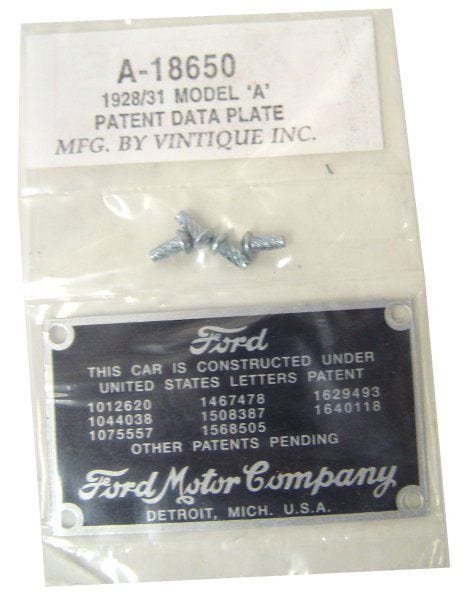 A-18650
1928/31 MODEL 'A'
PATENT DATA PLATE
MFG. BY VINTIQUE INC.
Ford
THIS CAR IS CONSTRUCTED UNDER
UNITED STATES LETTERS PATENT
1012620 1467478 1629493
1044038 1508387 1640118
1075557 1568505
OTHER PATENTS PENDING
Ford Motor Company
DETROIT, MICH. U.S.A.